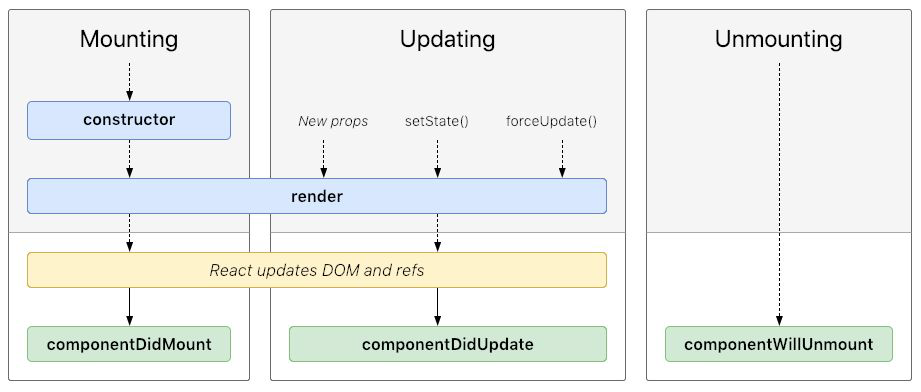 Mounting
Updating
Unmounting
constructor
New props
setState()
forceUpdate()
render
React updates DOM and refs
componentDidMount
componentDidUpdate
componentWillUnmount